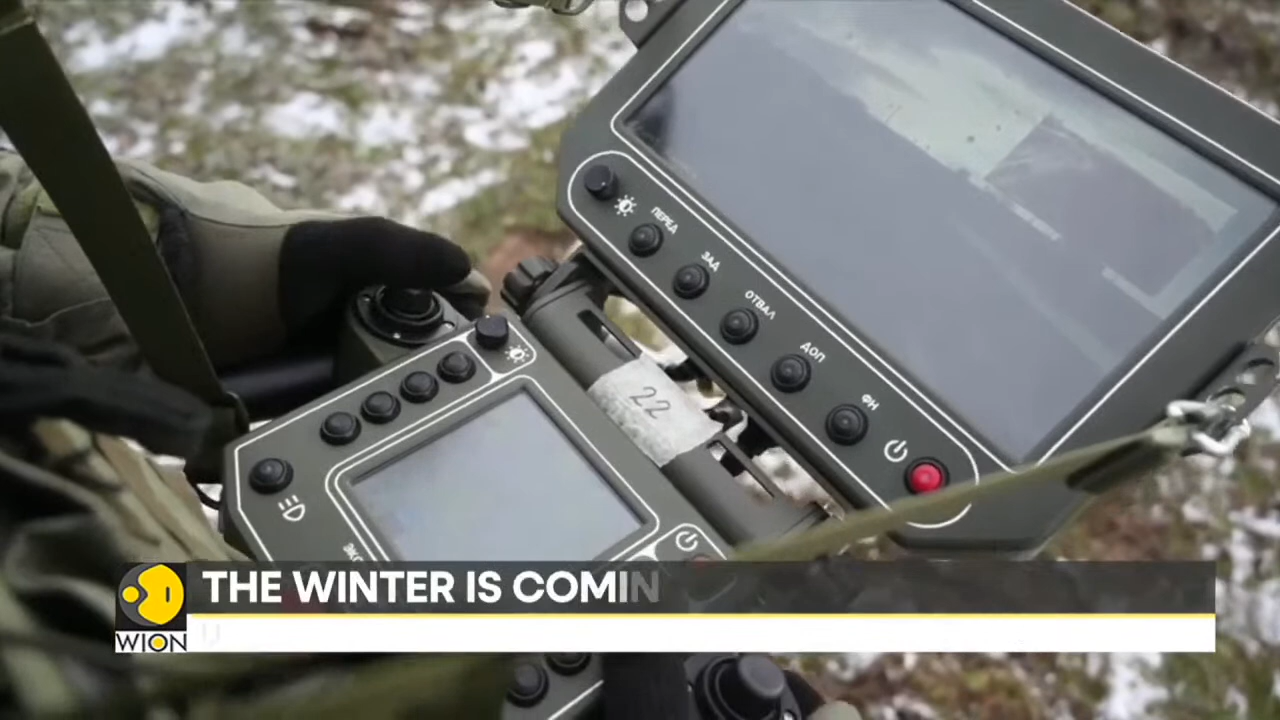 ПЕРЕД
ЗАД
ОТВАЛ
ДОП
ФН
22
THE WINTER IS COMIN
WION